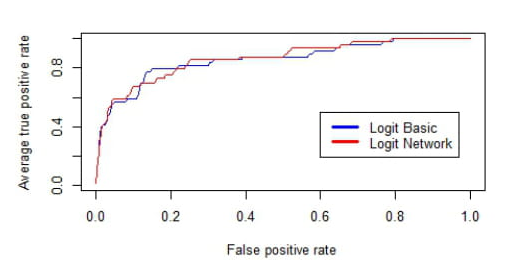 Average true positive rate
0.8
0.4
0.0
Logit Basic
Logit Network
0.0 0.2 0.4 0.6 0.8 1.0
False positive rate